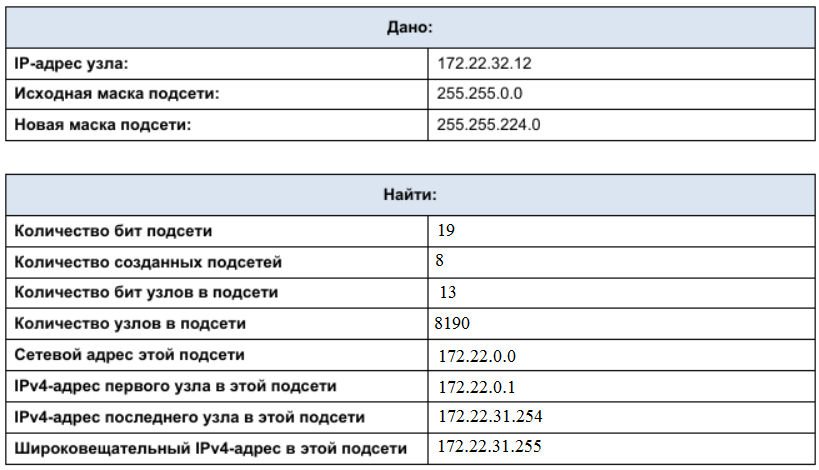 Дано:
IP-адрес узла: 172.22.32.12
Исходная маска подсети: 255.255.0.0
Новая маска подсети: 255.255.224.0
Найти:
Количество бит подсети 19
Количество созданных подсетей 8
Количество бит узлов в подсети 13
Количество узлов в подсети 8190
Сетевой адрес этой подсети 172.22.0.0
IPv4-адрес первого узла в этой подсети 172.22.0.1
IPv4-адрес последнего узла в этой подсети 172.22.31.254
Широковещательный IPv4-адрес в этой подсети 172.22.31.255